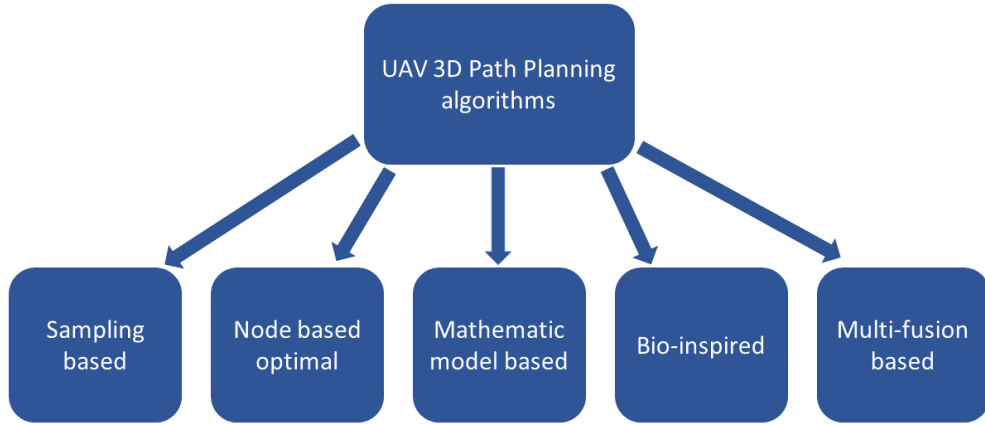 UAV 3D Path Planning
algorithms
Sampling
based
Node based
optimal
Mathematic
model based
Bio-inspired
Multi-fusion
based